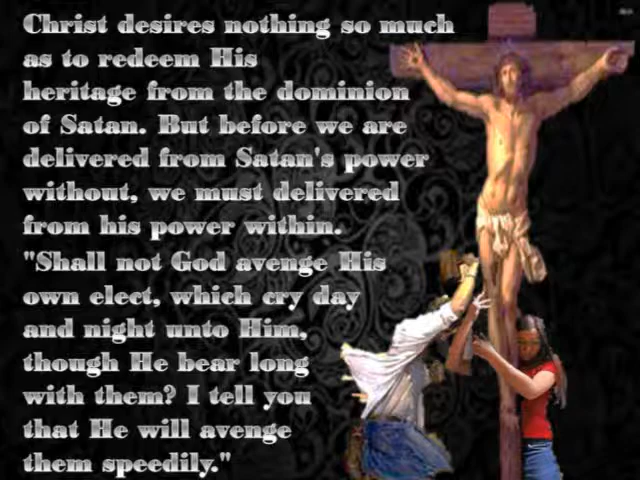 Christ desires nothing so much
as to redeem His
heritage from the dominion
of Satan. But before we are
delivered from Satan's power
without, we must delivered
from his power within.
"Shall not God avenge His
own elect, which cry day
and night unto Him,
though He bear long
with them? I tell you
that He will avenge
them speedily."